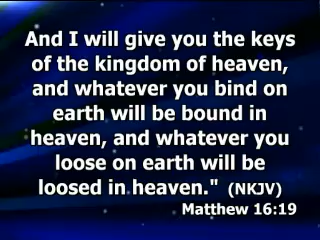 And I will give you the keys
of the kingdom of heaven,
and whatever you bind on
earth will be bound in
heaven, and whatever you
loose on earth will be
loosed in heaven." (NKJV)
Matthew 16:19